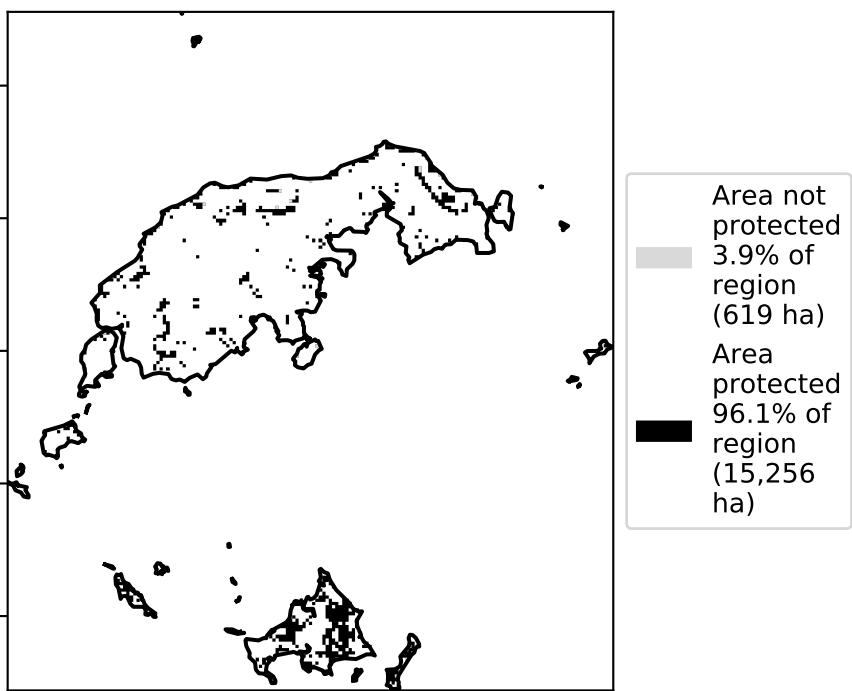 Area not
protected
3.9% of
region
(619 ha)
Area
protected
96.1% of
region
(15,256
ha)